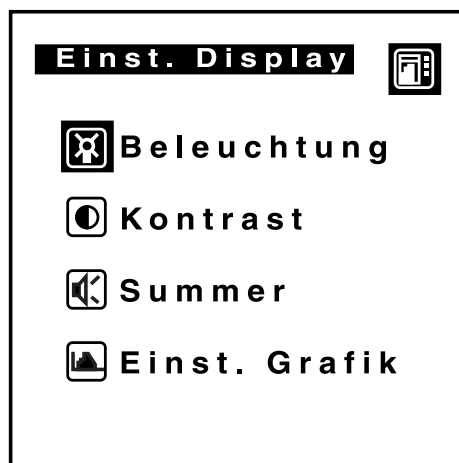 Einst. Display
Beleuchtung
Kontrast
Summer
Einst. Grafik